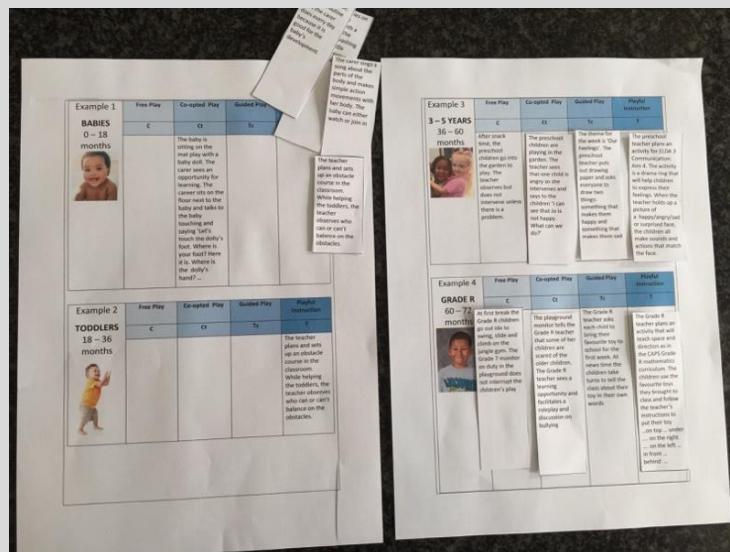 the carer
does every day
because it is
good for the
baby's
development
The carer sings a
song about the
parts of the
body and makes
simple action
movements with
her body. The
baby can either
watch or join in
Example 1
BABIES
0 – 18
months
Free Play
Co-opted Play
Guided Play
C
Ct
Tc
The baby is
sitting on the
mat play with a
baby doll. The
carer sees an
opportunity for
learning. The
carer sits on the
floor next to the
baby and talks to
the baby
touching and
saying 'Let's
touch the dolly's
foot. Where is
your foot? Here
it is. Where is
the dolly's
hand? ...
The teacher
plans and sets
up an obstacle
course in the
classroom.
While helping
the toddlers, the
teacher
observes who
can or can't
balance on the
obstacles.
Example 2
TODDLERS
18 – 36
months
Free Play
Co-opted Play
Guided Play
Playful
Instruction
C
Ct
Tc
T
The teacher
plans and sets
up an obstacle
course in the
classroom.
While helping
the toddlers, the
teacher observes
who can or can't
balance on the
obstacles.
Example 3
3 – 5 YEARS
36 – 60
months
Free Play
Co-opted Play
Guided Play
Playful
Instruction
C
Ct
Tc
T
After snack
time, the
preschool
children go into
the garden to
play. The
teacher
observes but
does not
intervene unless
there is a
problem.
The preschool
children are
playing in the
garden. The
teacher sees
that one child is
angry so she
intervenes and
says to the
children 'I can
see that Jo is
not happy.
What can we
do?'
The theme for
the week is 'Our
Feelings'. The
preschool
teacher puts
out drawing
paper and asks
everyone to
draw two
things:
something that
makes them
happy and
something that
makes them sad
The preschool
teacher plans an
activity for ELDA 3
Communication:
Aim 4. The activity
is a drama ring that
will help children
to express their
feelings. When the
teacher holds up a
picture of
a happy/angry/sad
or surprised face,
the children all
make sounds and
actions that match
the face.
Example 4
GRADE R
60 – 72
months
Free Play
Co-opted Play
Guided Play
Playful
Instruction
C
Ct
Tc
T
At first break the
Grade R children
go outside to
swing, slide and
climb on the
jungle gym. The
Grade 7 monitor
on duty in the
playground does
not interrupt the
children's play
The playground
monitor tells the
Grade R teacher
that some of her
children are
scared of the
older children.
The Grade R
teacher sees a
learning
opportunity and
facilitates a
roleplay and
discussion on
bullying
The Grade R
teacher asks
each child to
bring their
favourite toy to
school for the
first week. At
news time the
children take
turns to tell the
class about their
toy in their own
words
The Grade R
teacher plans an
activity that will
teach space and
direction as in
the CAPS Grade
R mathematics
curriculum. The
children use the
favourite toys
they brought to
class and follow
the teacher's
instructions to
put their toy
...on top ... under
... on the right
... on the left ...
in front ...
behind ...